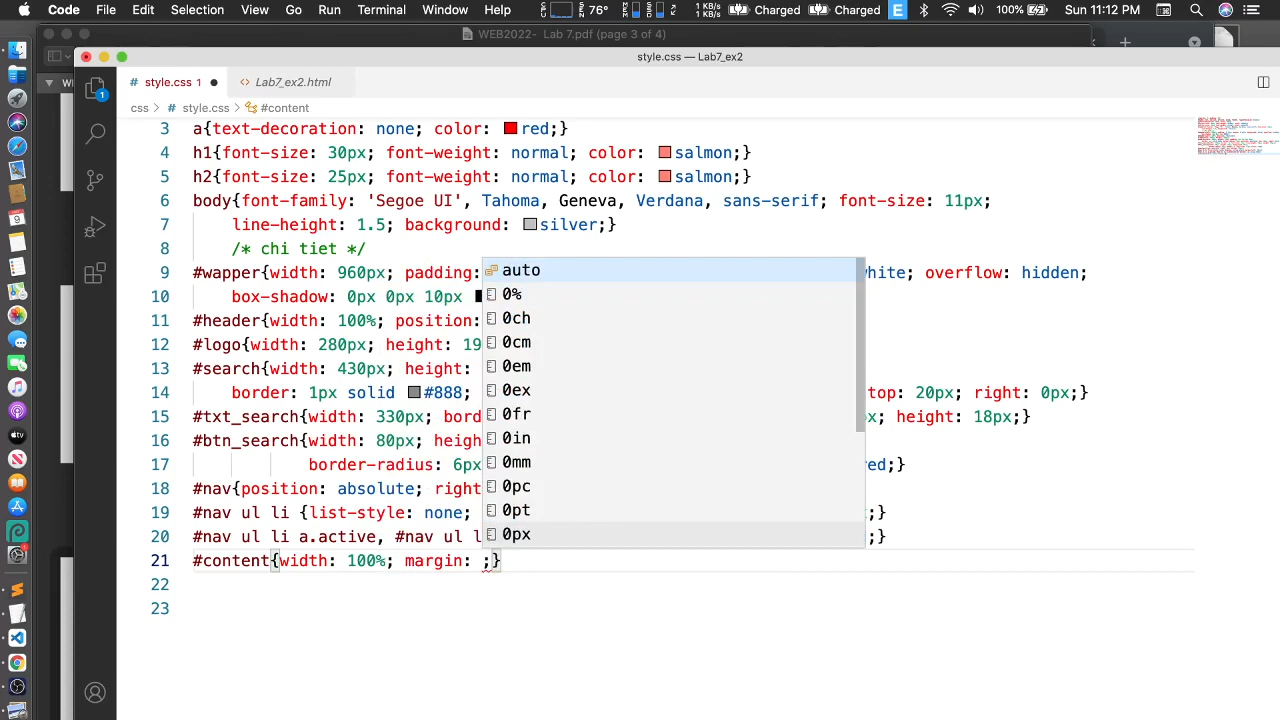 Code File Edit Selection View Go Run Terminal Window Help 76° 1 KB/s 1 KB/s Charged Charged E 100% Sun 11:12 PM
WEB2022- Lab 7.pdf (page 3 of 4)
style.css — Lab7_ex2
# style.css 1 ● <> Lab7_ex2.html
css > # style.css > #content
3 a{text-decoration: none; color: red;}
4 h1{font-size: 30px; font-weight: normal; color: salmon;}
5 h2{font-size: 25px; font-weight: normal; color: salmon;}
6 body{font-family: 'Segoe UI', Tahoma, Geneva, Verdana, sans-serif; font-size: 11px;
7 line-height: 1.5; background: silver;}
8 /* chi tiet */
9 #wapper{width: 960px; padding: hite; overflow: hidden;
10 box-shadow: 0px 0px 10px
11 #header{width: 100%; position:
12 #logo{width: 280px; height: 19
13 #search{width: 430px; height:
14 border: 1px solid #888; top: 20px; right: 0px;}
15 #txt_search{width: 330px; bord x; height: 18px;}
16 #btn_search{width: 80px; heigh
17 border-radius: 6px ed;}
18 #nav{position: absolute; right
19 #nav ul li {list-style: none; ;}
20 #nav ul li a.active, #nav ul l ;}
21 #content{width: 100%; margin: ;}
22
23
auto
0%
0ch
0cm
0em
0ex
0fr
0in
0mm
0pc
0pt
0px